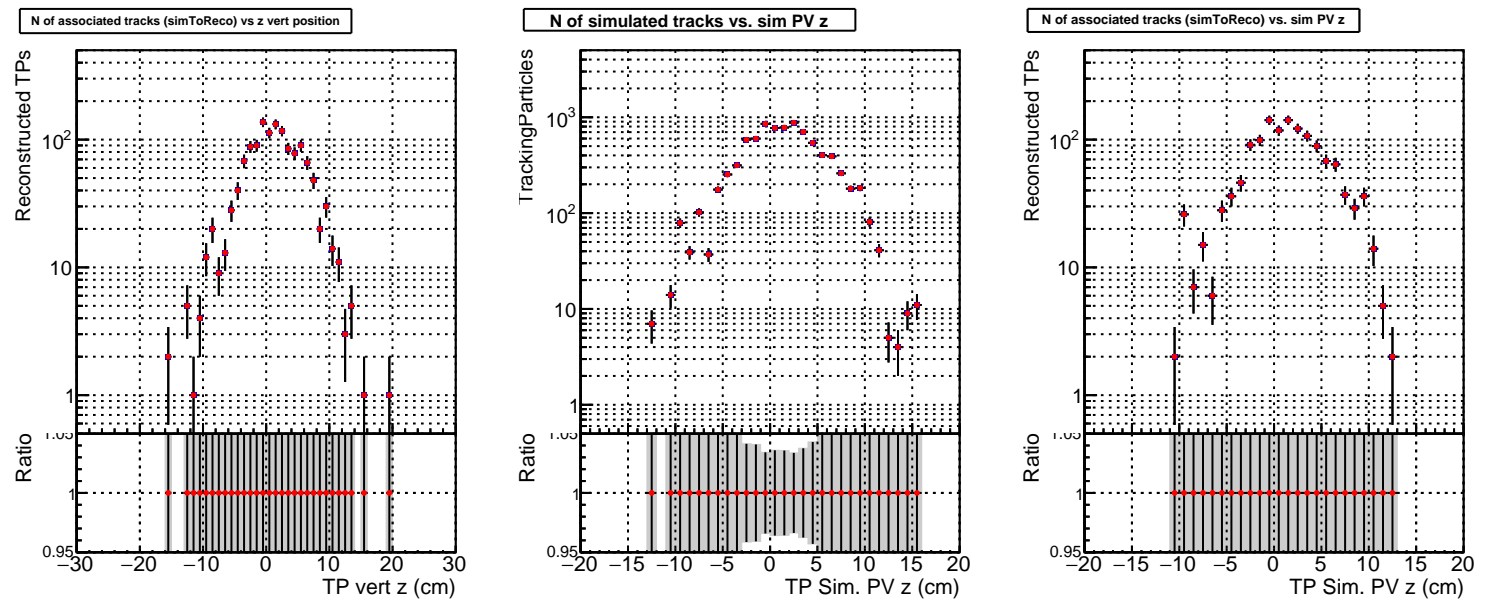 N of associated tracks (simToReco) vs z vert position
Reconstructed TPs
10²
10
1
Ratio
1.05
1
0.95
−30 −20 −10 0 10 20 30
TP vert z (cm)
N of simulated tracks vs. sim PV z
TrackingParticles
10³
10²
10
1
Ratio
1.05
1
0.95
−20 −15 −10 −5 0 5 10 15 20
TP Sim. PV z (cm)
N of associated tracks (simToReco) vs. sim PV z
Reconstructed TPs
10²
10
1
Ratio
1.05
1
0.95
−20 −15 −10 −5 0 5 10 15 20
TP Sim. PV z (cm)